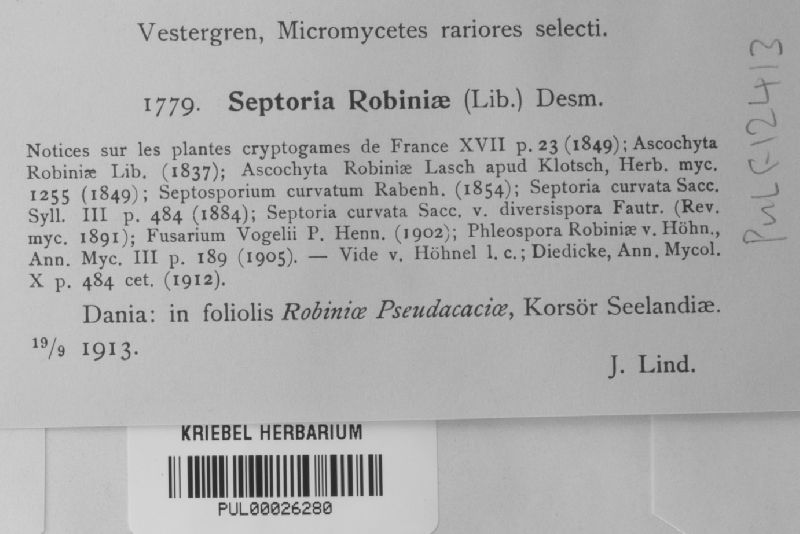 Vestergren, Micromycetes rariores selecti.
1779. Septoria Robiniæ (Lib.) Desm.
Notices sur les plantes cryptogames de France XVII p. 23 (1849); Ascochyta
Robiniæ Lib. (1837); Ascochyta Robiniæ Lasch apud Klotsch, Herb. myc.
1255 (1849); Septosporium curvatum Rabenh. (1854); Septoria curvata Sacc.
Syll. III p. 484 (1884); Septoria curvata Sacc. v. diversispora Fautr. (Rev.
myc. 1891); Fusarium Vogelii P. Henn. (1902); Phleospora Robiniæ v. Höhn.,
Ann. Myc. III p. 189 (1905). — Vide v. Höhnel l. c.; Diedicke, Ann. Mycol.
X p. 484 cet. (1912).
Dania: in foliolis Robiniæ Pseudacaciæ, Korsör Seelandiæ.
19/9 1913.
J. Lind.
PUL F-12413
KRIEBEL HERBARIUM
PUL00026280